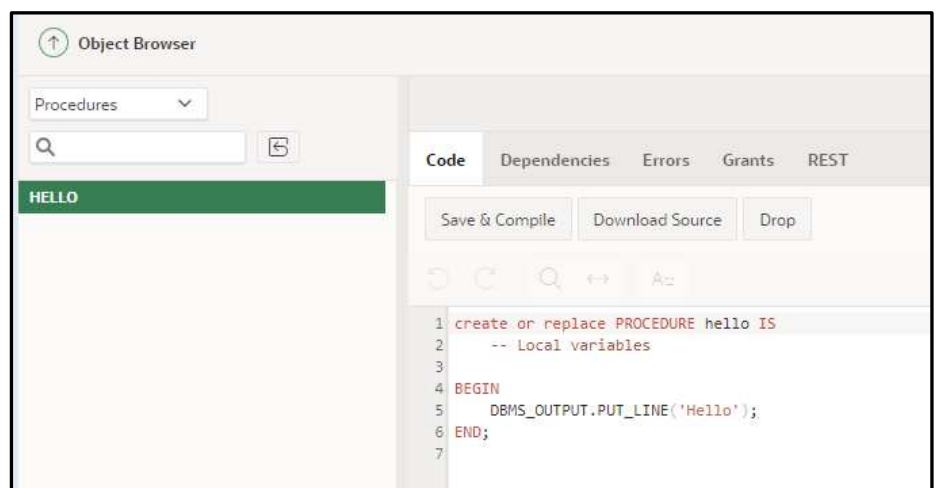 Object Browser
Procedures
HELLO
Code Dependencies Errors Grants REST
Save & Compile Download Source Drop
A::
1 create or replace PROCEDURE hello IS
2 -- Local variables
3
4 BEGIN
5 DBMS_OUTPUT.PUT_LINE('Hello');
6 END;
7